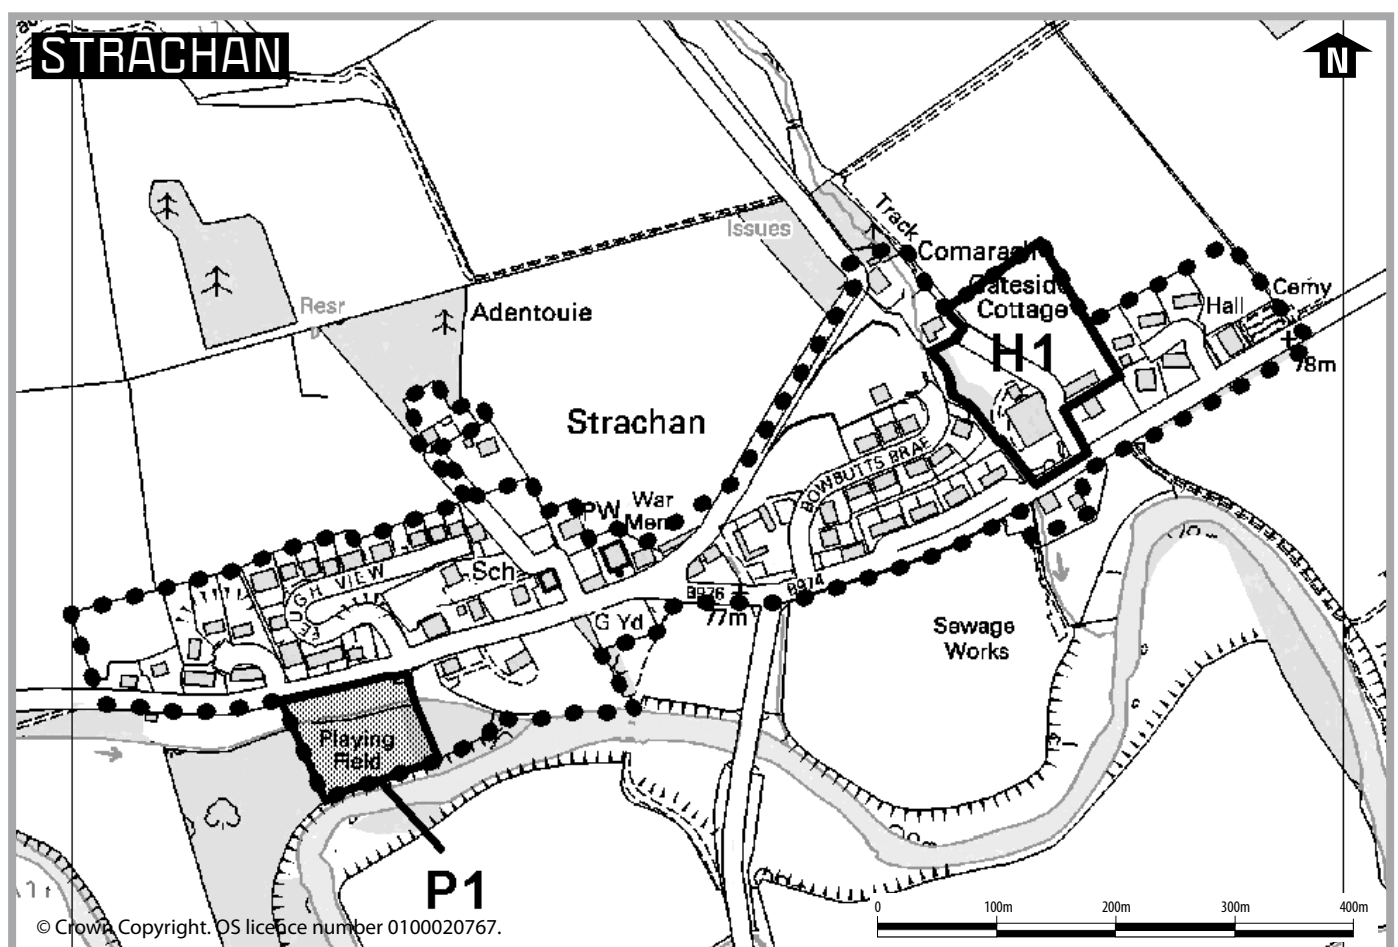 STRACHAN
N
Track
Issues
Comarach
Gateside
Cottage
Resr
Adentouie
Hall
Cemy
H1
78m
Strachan
BOWBUTTS BRAE
PW
War
Mem
Sch
FEUGH VIEW
B976
B974
77m
G Yd
Sewage
Works
Playing
Field
P1
0 100m 200m 300m 400m
© Crown Copyright. OS licence number 0100020767.